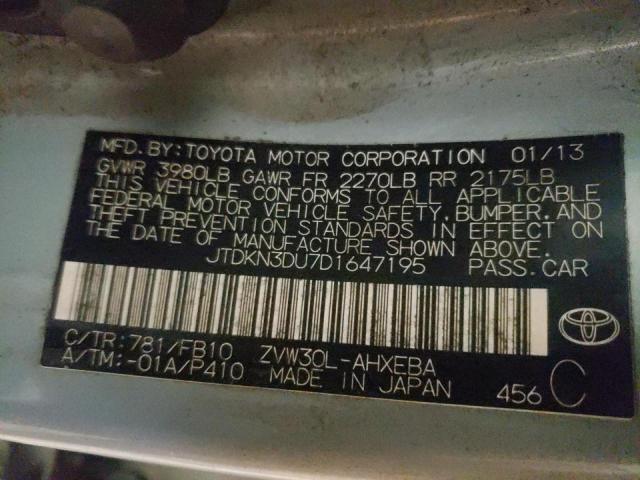 MFD. BY: TOYOTA MOTOR CORPORATION 01/13
GVWR 3980LB GAWR FR 2270LB RR 2175LB
THIS VEHICLE CONFORMS TO ALL APPLICABLE
FEDERAL MOTOR VEHICLE SAFETY, BUMPER, AND
THEFT PREVENTION STANDARDS IN EFFECT ON
THE DATE OF MANUFACTURE SHOWN ABOVE.
JTDKN3DU7D1647195 PASS.CAR
C/TR: 781/FB10 ZVW30L-AHXEBA
A/TM: -01A/P410 MADE IN JAPAN 456 C